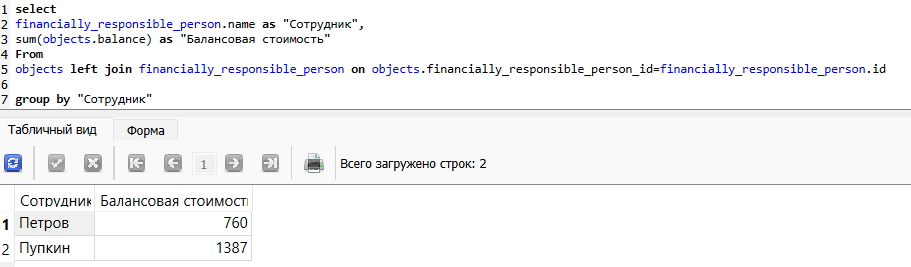 1 select
2 financially_responsible_person.name as "Сотрудник",
3 sum(objects.balance) as "Балансовая стоимость"
4 From
5 objects left join financially_responsible_person on objects.financially_responsible_person_id=financially_responsible_person.id
6
7 group by "Сотрудник"
Табличный вид Форма
1 Всего загружено строк: 2
Сотрудник Балансовая стоимост
1 Петров 760
2 Пупкин 1387